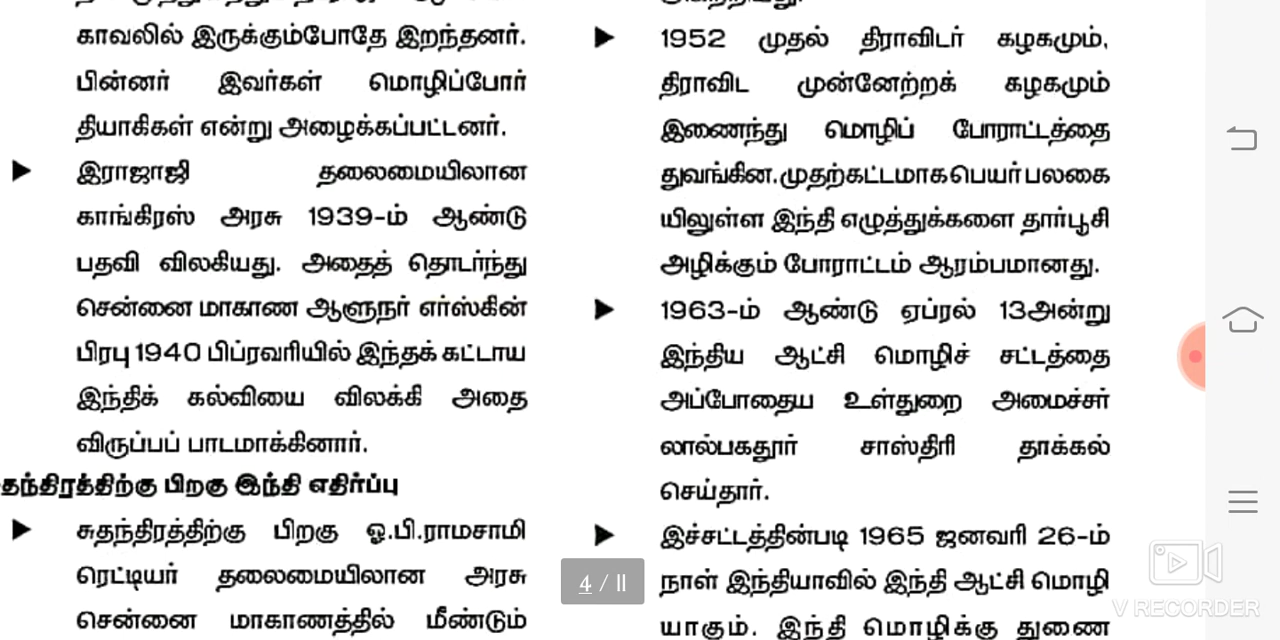 காவலில் இருக்கும்போதே இறந்தனர்.
பின்னர் இவர்கள் மொழிப்போர்
தியாகிகள் என்று அழைக்கப்பட்டனர்.
▶ இராஜாஜி தலைமையிலான
காங்கிரஸ் அரசு 1939-ம் ஆண்டு
பதவி விலகியது. அதைத் தொடர்ந்து
சென்னை மாகாண ஆளுநர் எர்ஸ்கின்
பிரபு 1940 பிப்ரவரியில் இந்தக் கட்டாய
இந்திக் கல்வியை விலக்கி அதை
விருப்பப் பாடமாக்கினார்.
தந்திரத்திற்கு பிறகு இந்தி எதிர்ப்பு
▶ சுதந்திரத்திற்கு பிறகு ஓ.பி.ராமசாமி
ரெட்டியர் தலைமையிலான அரசு
சென்னை மாகாணத்தில் மீண்டும்
▶ 1952 முதல் திராவிடர் கழகமும்,
திராவிட முன்னேற்றக் கழகமும்
இணைந்து மொழிப் போராட்டத்தை
துவங்கின. முதற்கட்டமாக பெயர் பலகை
யிலுள்ள இந்தி எழுத்துக்களை தார்பூசி
அழிக்கும் போராட்டம் ஆரம்பமானது.
▶ 1963-ம் ஆண்டு ஏப்ரல் 13அன்று
இந்திய ஆட்சி மொழிச் சட்டத்தை
அப்போதைய உள்துறை அமைச்சர்
லால்பகதூர் சாஸ்திரி தாக்கல்
செய்தார்.
▶ இச்சட்டத்தின்படி 1965 ஜனவரி 26-ம்
நாள் இந்தியாவில் இந்தி ஆட்சி மொழி
யாகும். இந்தி மொழிக்கு துணை
4 / 11
V RECORDER